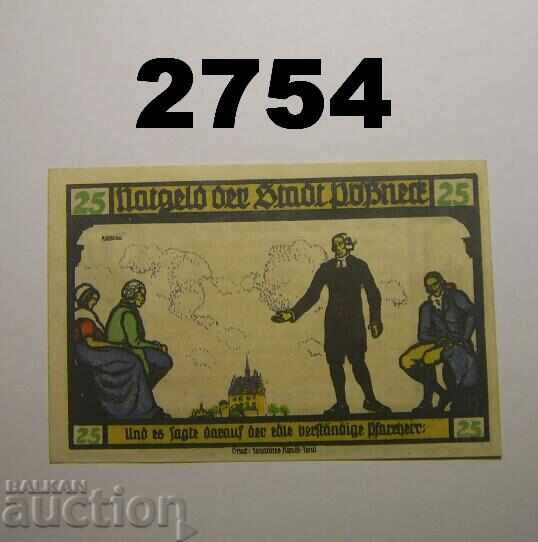 2754
25 Notgeld der Stadt Pößneck 25
25 Und es sagte darauf der edle verständige Pfarrherr: 25
BALKAN
auction